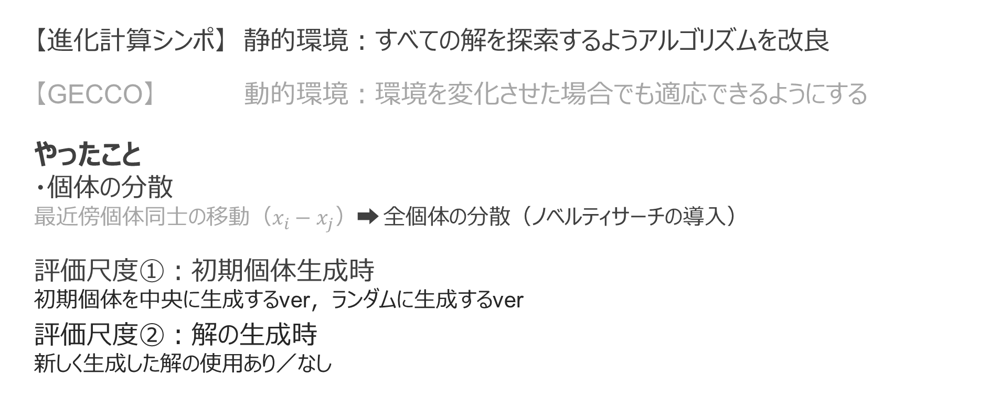 【進化計算シンポ】 静的環境：すべての解を探索するようアルゴリズムを改良
【GECCO】 動的環境：環境を変化させた場合でも適応できるようにする
やったこと
・個体の分散
最近傍個体同士の移動（x_i − x_j）➡全個体の分散（ノベルティサーチの導入）
評価尺度①：初期個体生成時
初期個体を中央に生成するver，ランダムに生成するver
評価尺度②：解の生成時
新しく生成した解の使用あり／なし